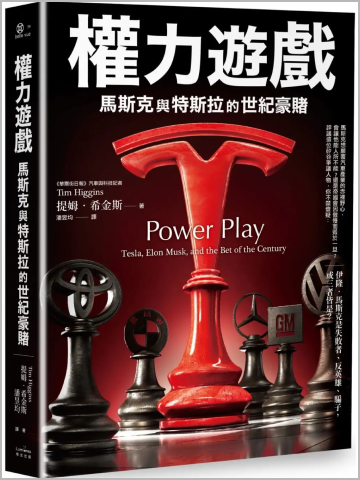 權力遊戲
馬斯克與特斯拉的世紀豪賭
《華爾街日報》汽車與科技記者
Tim Higgins
提姆・希金斯——著
潘昱均——譯
Power Play
Tesla, Elon Musk, and the Bet of the Century
伊隆・馬斯克是失敗者、反英雄、騙子,
或三者皆是?
GM
權力遊戲
馬斯克與特斯拉的世紀豪賭
Tim
Higgins
提姆・希金斯
潘昱均
著
譯